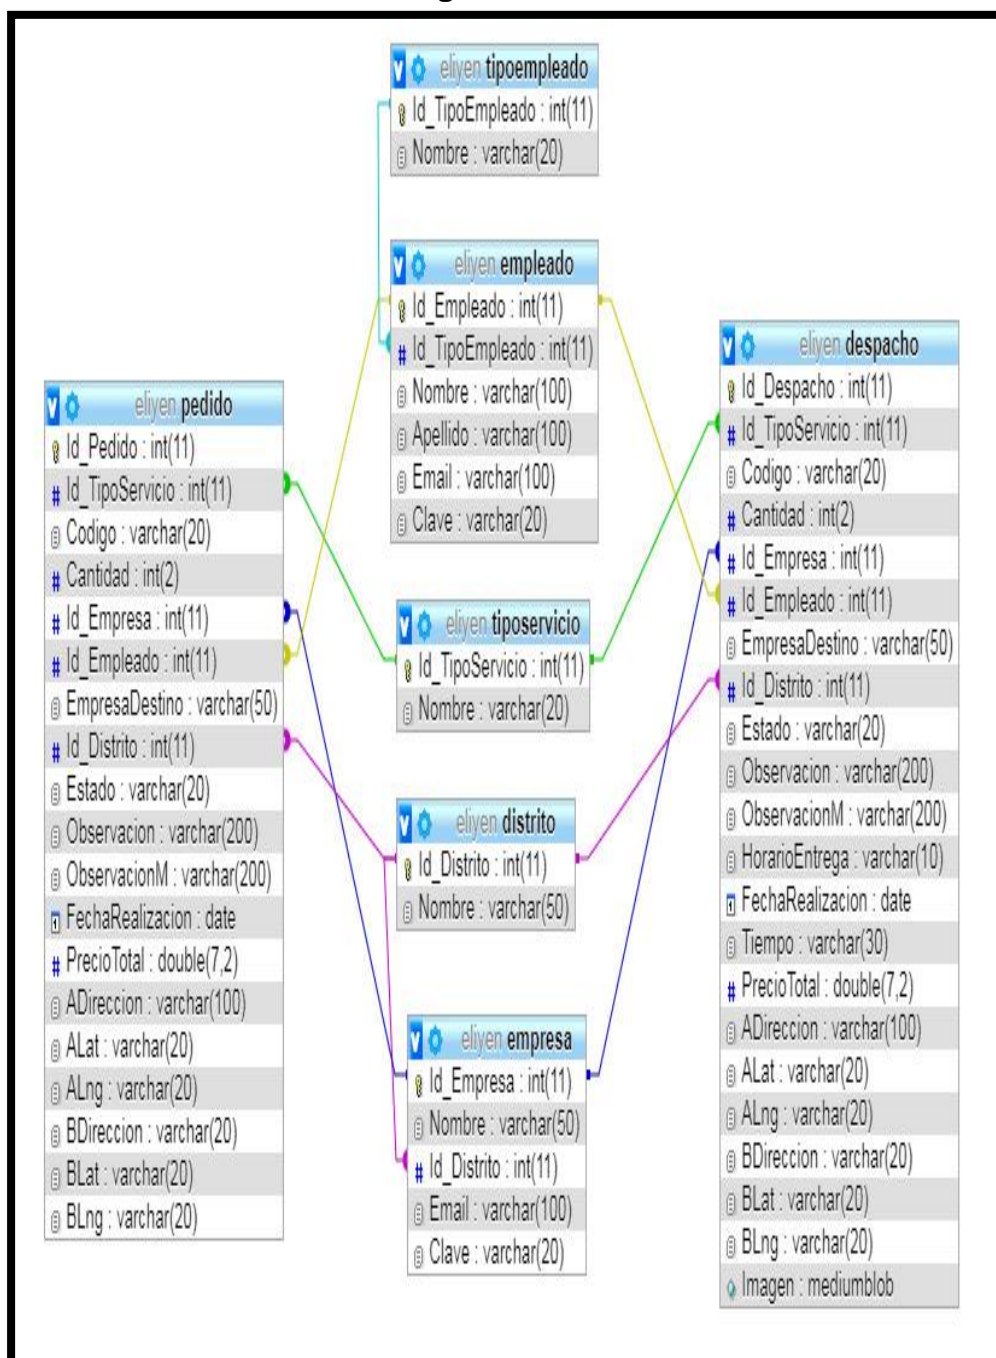 eliyen tipoempleado
Id_TipoEmpleado : int(11)
Nombre : varchar(20)
eliyen empleado
Id_Empleado : int(11)
# Id_TipoEmpleado : int(11)
Nombre : varchar(100)
Apellido : varchar(100)
Email : varchar(100)
Clave : varchar(20)
eliyen pedido
Id_Pedido : int(11)
# Id_TipoServicio : int(11)
Codigo : varchar(20)
# Cantidad : int(2)
# Id_Empresa : int(11)
# Id_Empleado : int(11)
EmpresaDestino : varchar(50)
# Id_Distrito : int(11)
Estado : varchar(20)
Observacion : varchar(200)
ObservacionM : varchar(200)
FechaRealizacion : date
# PrecioTotal : double(7,2)
ADireccion : varchar(100)
ALat : varchar(20)
ALng : varchar(20)
BDireccion : varchar(20)
BLat : varchar(20)
BLng : varchar(20)
eliyen tiposervicio
Id_TipoServicio : int(11)
Nombre : varchar(20)
eliyen distrito
Id_Distrito : int(11)
Nombre : varchar(50)
eliyen empresa
Id_Empresa : int(11)
Nombre : varchar(50)
# Id_Distrito : int(11)
Email : varchar(100)
Clave : varchar(20)
eliyen despacho
Id_Despacho : int(11)
# Id_TipoServicio : int(11)
Codigo : varchar(20)
# Cantidad : int(2)
# Id_Empresa : int(11)
# Id_Empleado : int(11)
EmpresaDestino : varchar(50)
# Id_Distrito : int(11)
Estado : varchar(20)
Observacion : varchar(200)
ObservacionM : varchar(200)
HorarioEntrega : varchar(10)
FechaRealizacion : date
Tiempo : varchar(30)
# PrecioTotal : double(7,2)
ADireccion : varchar(100)
ALat : varchar(20)
ALng : varchar(20)
BDireccion : varchar(20)
BLat : varchar(20)
BLng : varchar(20)
Imagen : mediumblob